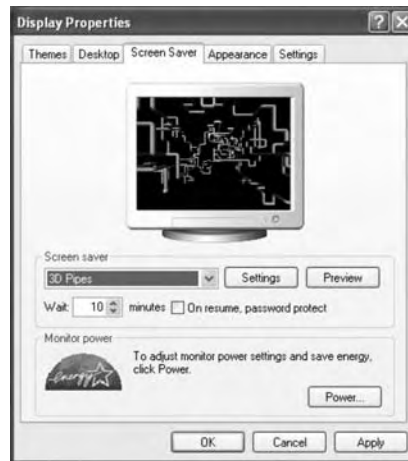 Display Properties
Themes Desktop Screen Saver Appearance Settings
Screen saver
3D Pipes Settings Preview
Wait: 10 minutes On resume, password protect
Monitor power
To adjust monitor power settings and save energy,
click Power.
energy
Power...
OK Cancel Apply